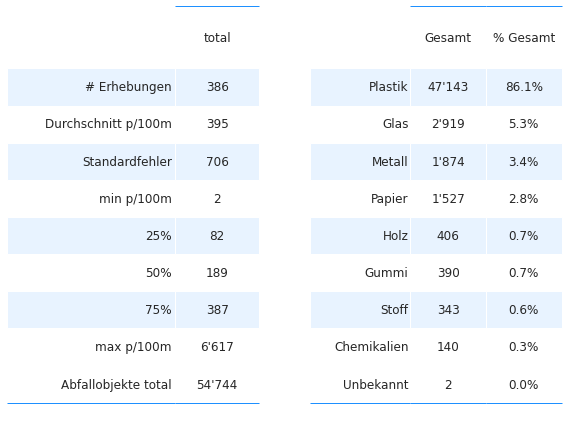 total
# Erhebungen 386
Durchschnitt p/100m 395
Standardfehler 706
min p/100m 2
25% 82
50% 189
75% 387
max p/100m 6'617
Abfallobjekte total 54'744
Gesamt % Gesamt
Plastik 47'143 86.1%
Glas 2'919 5.3%
Metall 1'874 3.4%
Papier 1'527 2.8%
Holz 406 0.7%
Gummi 390 0.7%
Stoff 343 0.6%
Chemikalien 140 0.3%
Unbekannt 2 0.0%